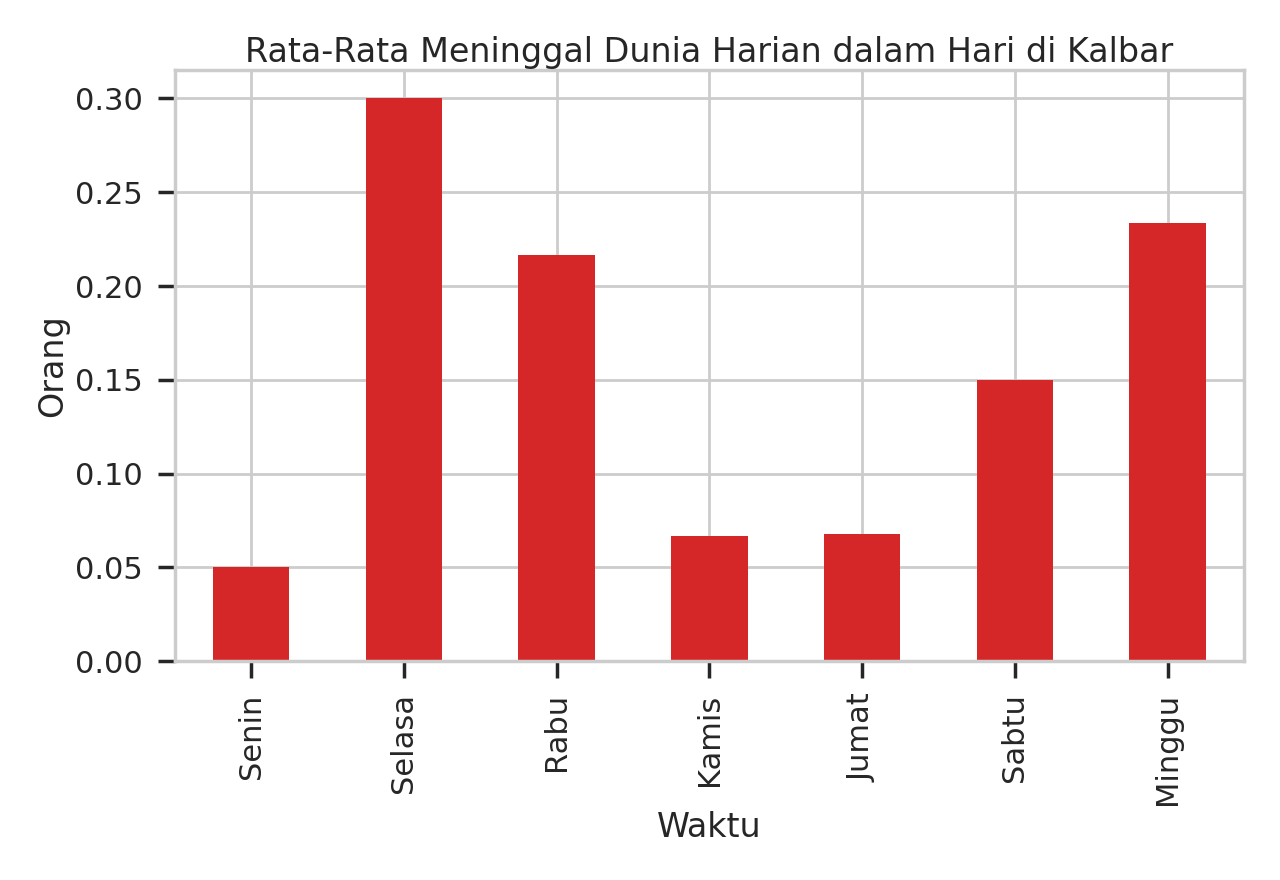 Rata-Rata Meninggal Dunia Harian dalam Hari di Kalbar
0.30
0.25
0.20
0.15
0.10
0.05
0.00
Orang
Senin
Selasa
Rabu
Kamis
Jumat
Sabtu
Minggu
Waktu